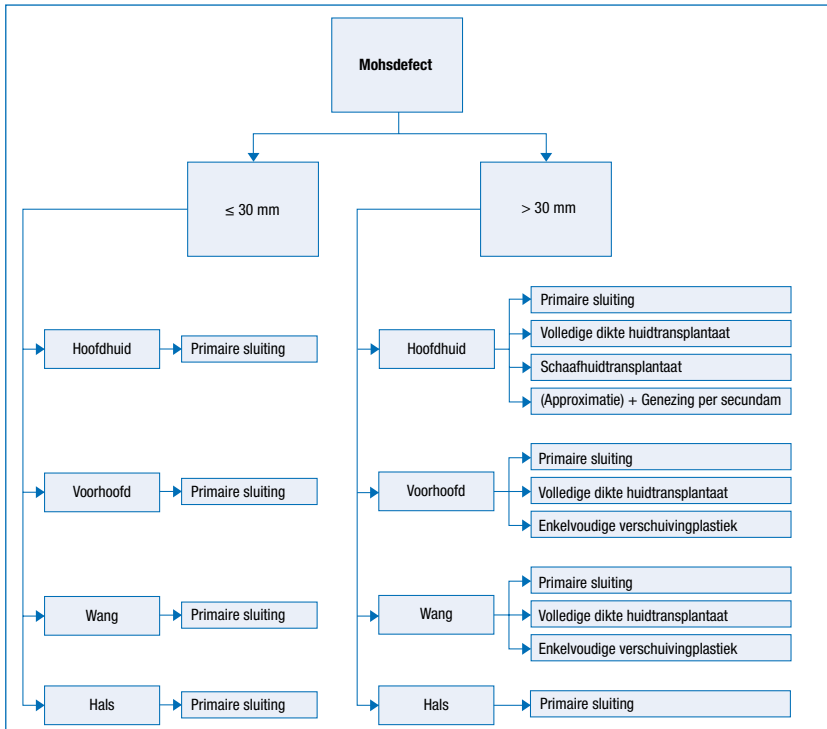 Mohsdefect
≤ 30 mm
> 30 mm
Hoofdhuid
Primaire sluiting
Voorhoofd
Primaire sluiting
Wang
Primaire sluiting
Hals
Primaire sluiting
Hoofdhuid
Primaire sluiting
Volledige dikte huidtransplantaat
Schaafhuidtransplantaat
(Approximatie) + Genezing per secundam
Voorhoofd
Primaire sluiting
Volledige dikte huidtransplantaat
Enkelvoudige verschuivingplastiek
Wang
Primaire sluiting
Volledige dikte huidtransplantaat
Enkelvoudige verschuivingplastiek
Hals
Primaire sluiting